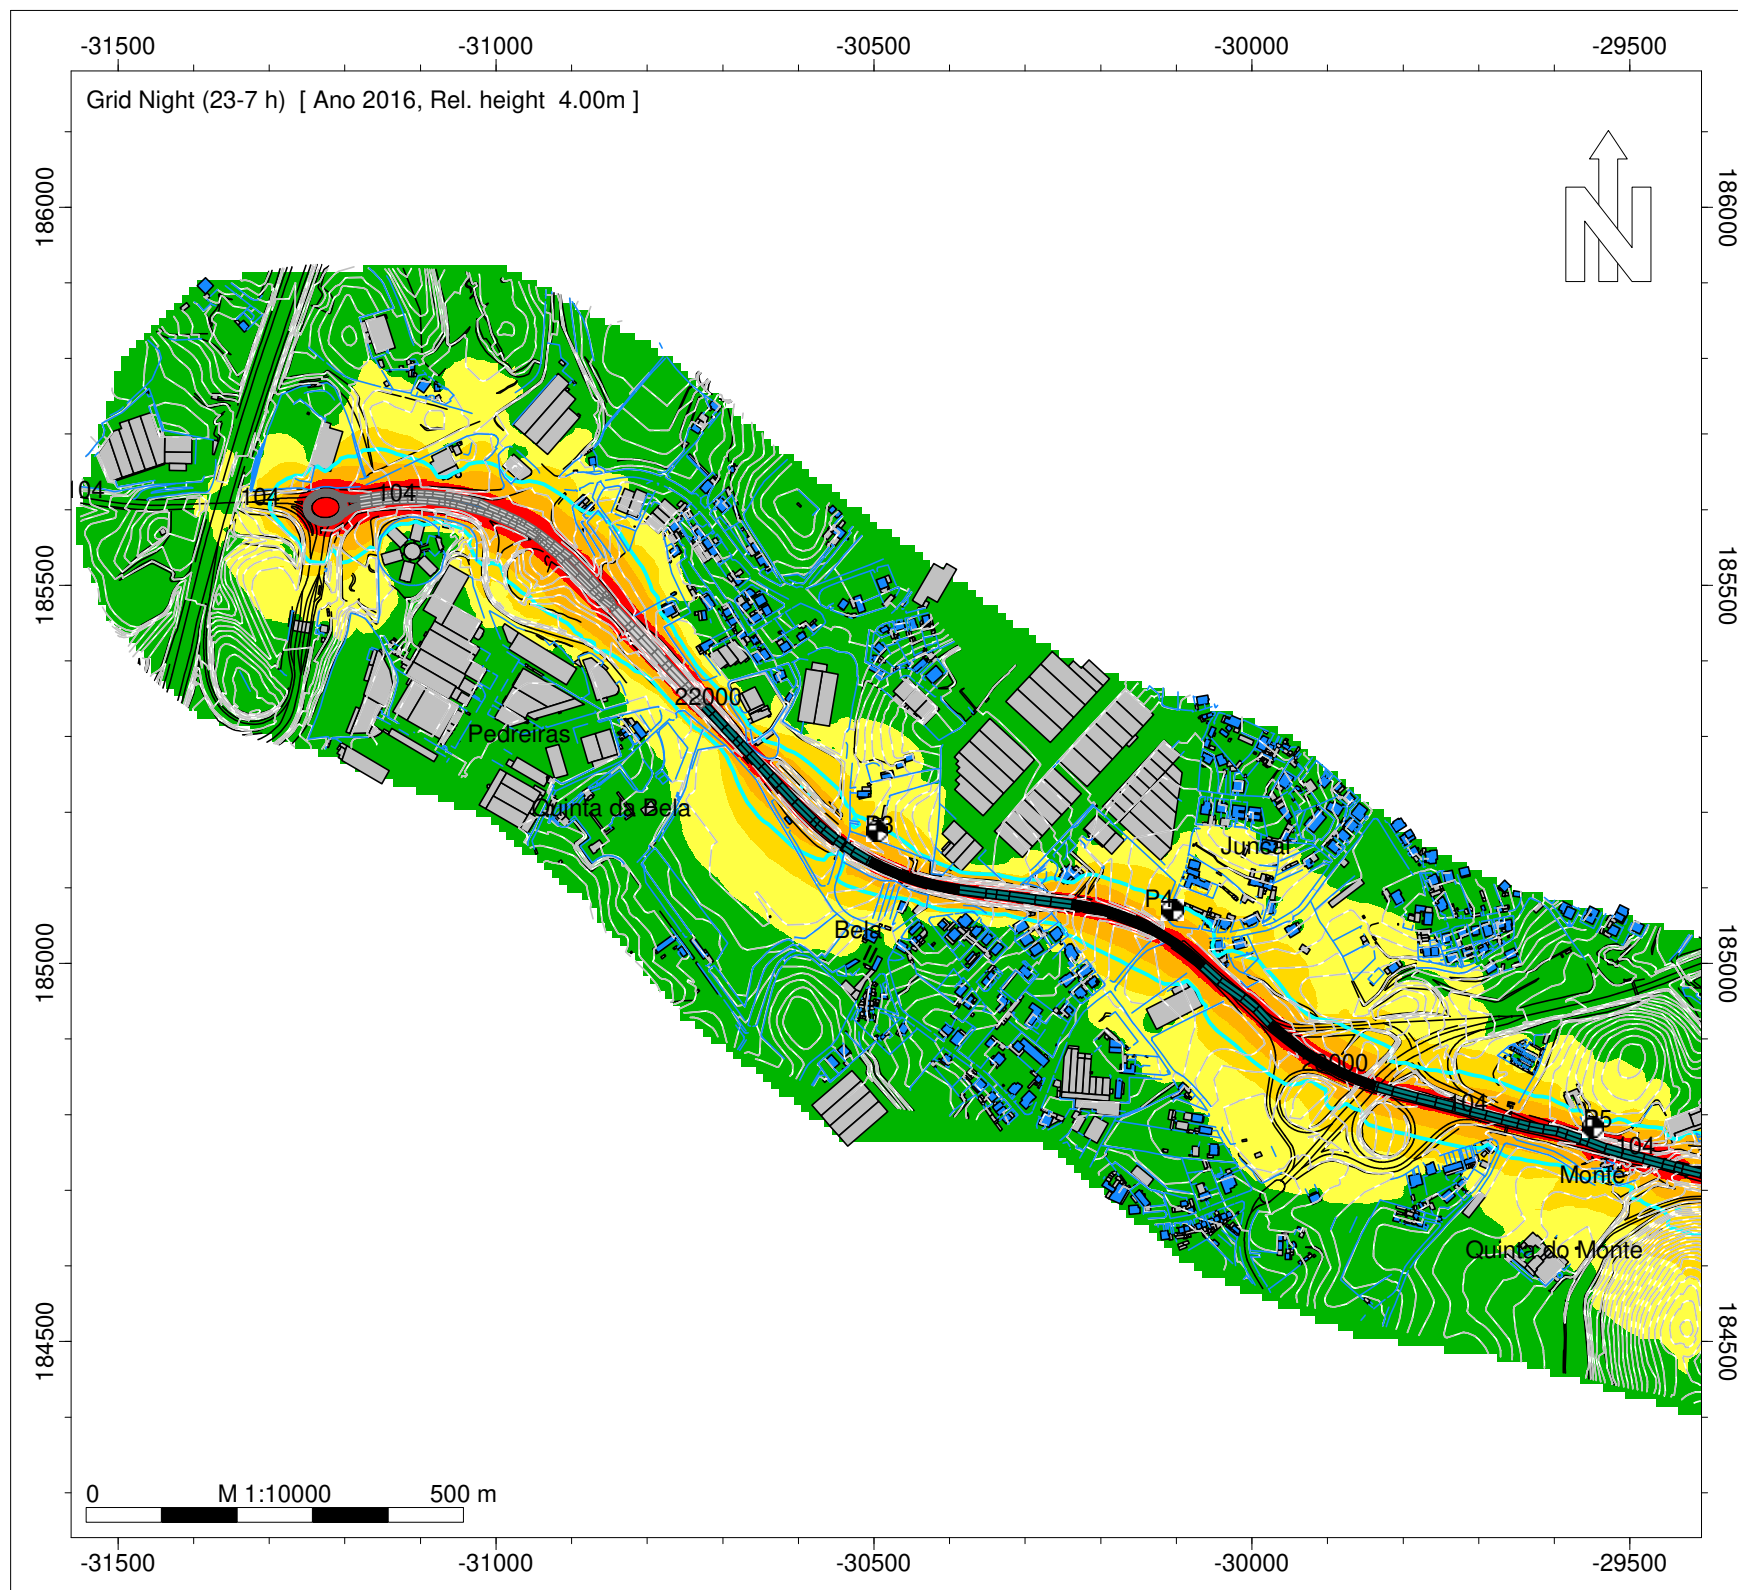 -31500 -31000 -30500 -30000 -29500
Grid Night (23-7 h) [ Ano 2016, Rel. height 4.00m ]
N
186000 186000
104 104 104
185500 185500
22000
Pedreiras
Quinta da Bela
P3
Juncal
P4
Bela
185000 185000
104
P5
104
Monte
Quinta do Monte
184500 184500
0 M 1:10000 500 m
-31500 -31000 -30500 -30000 -29500